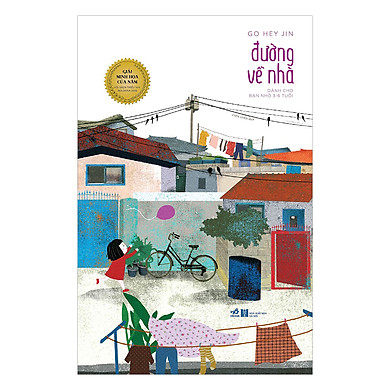 GO HEY JIN
đường
về nhà
DÀNH CHO
BẠN NHỎ 3-6 TUỔI
GIẢI
MINH HỌA
CỦA NĂM